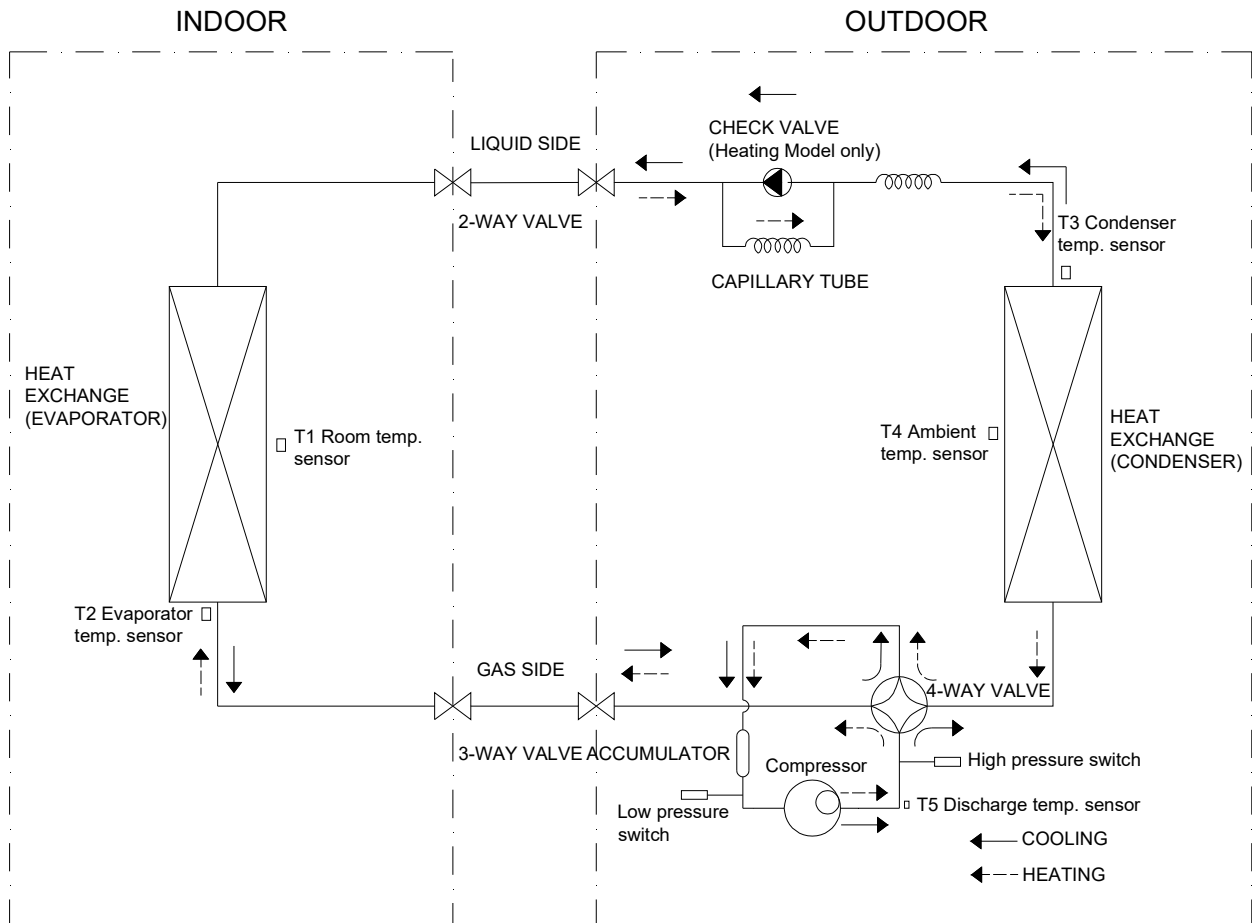 INDOOR
OUTDOOR
LIQUID SIDE
2-WAY VALVE
CHECK VALVE
(Heating Model only)
CAPILLARY TUBE
T3 Condenser
temp. sensor
HEAT
EXCHANGE
(EVAPORATOR)
T1 Room temp.
sensor
T4 Ambient
temp. sensor
HEAT
EXCHANGE
(CONDENSER)
T2 Evaporator
temp. sensor
GAS SIDE
3-WAY VALVE
ACCUMULATOR
4-WAY VALVE
Compressor
High pressure switch
Low pressure
switch
T5 Discharge temp. sensor
COOLING
HEATING